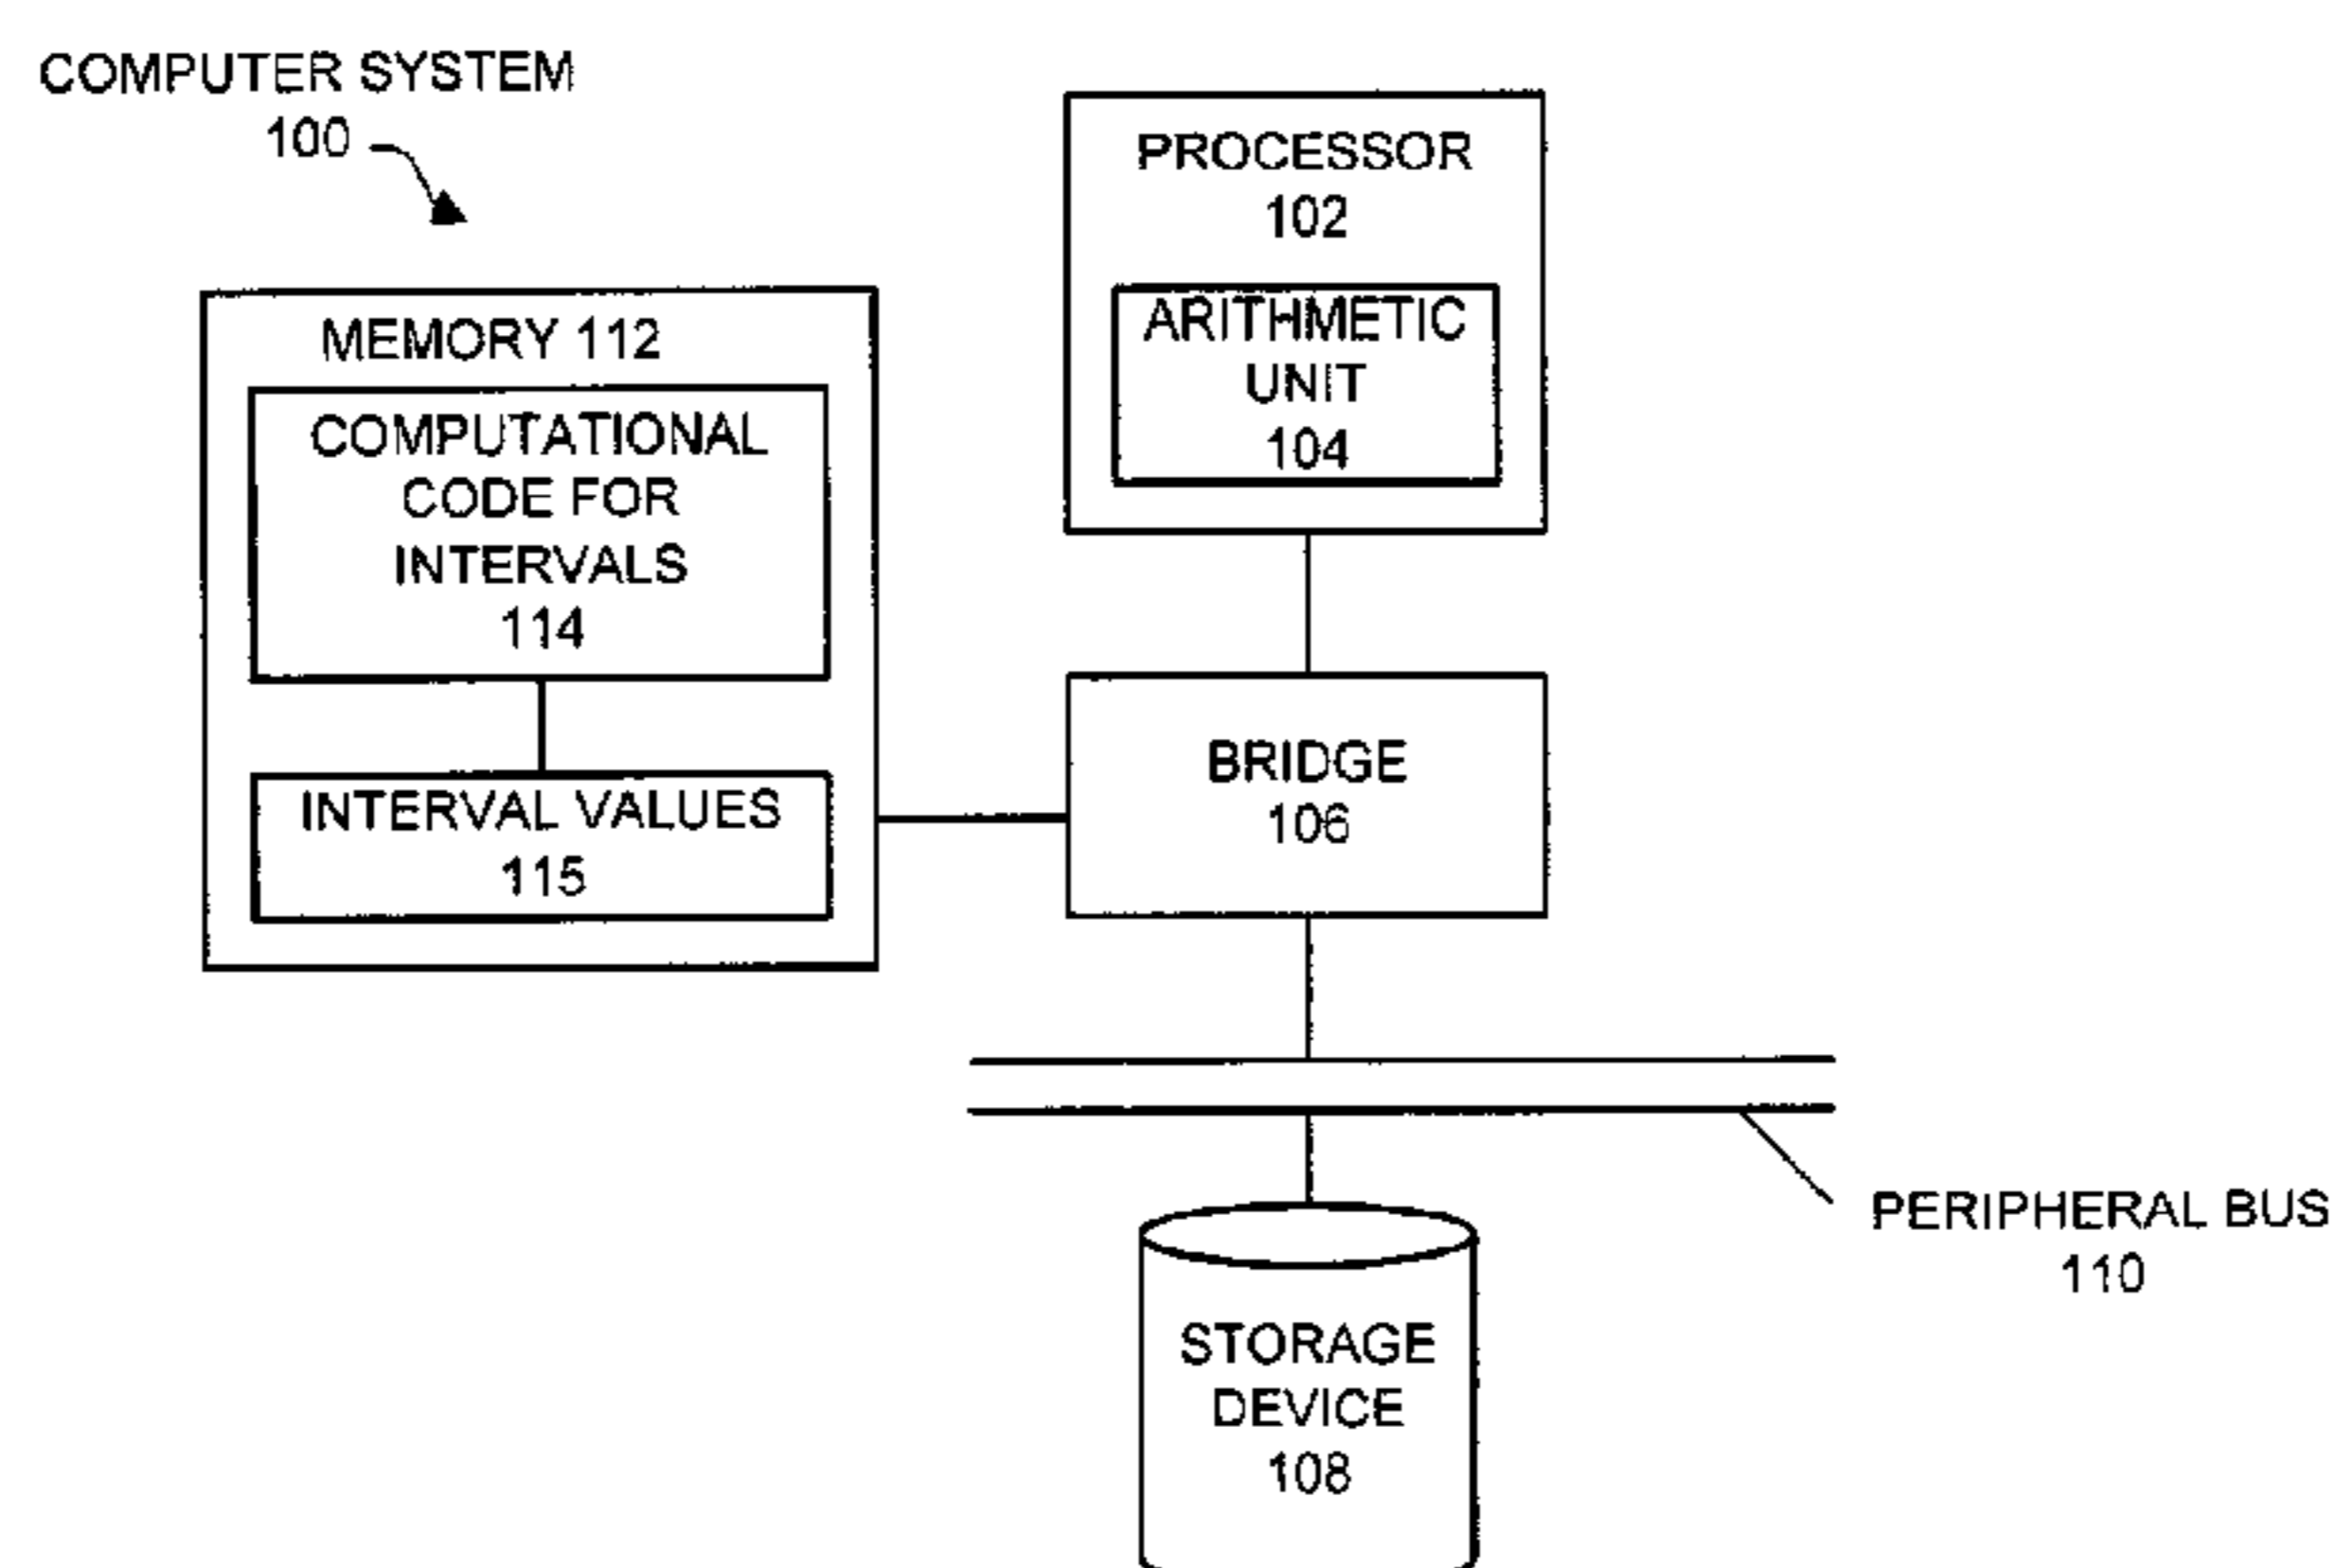 COMPUTER SYSTEM
100
PROCESSOR
102
ARITHMETIC
UNIT
104
MEMORY 112
COMPUTATIONAL
CODE FOR
INTERVALS
114
INTERVAL VALUES
115
BRIDGE
106
PERIPHERAL BUS
110
STORAGE
DEVICE
108